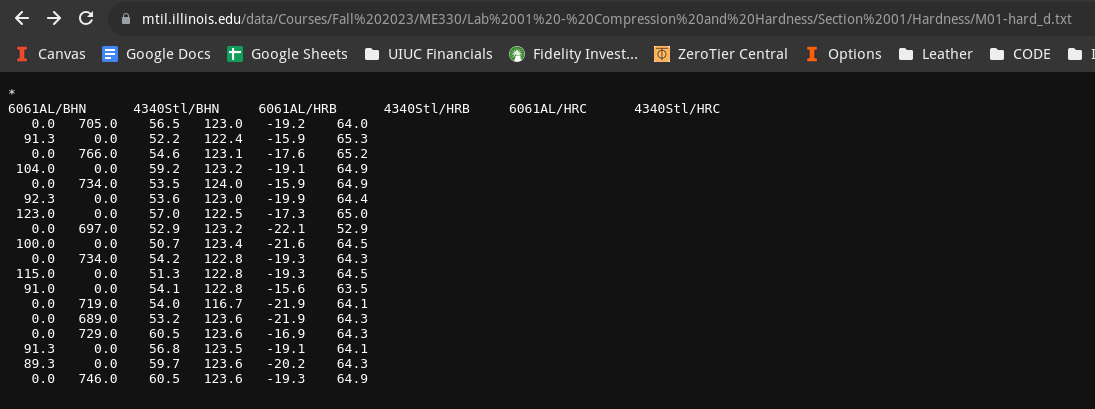 mtil.illinois.edu/data/Courses/Fall%202023/ME330/Lab%2001%20-%20Compression%20and%20Hardness/Section%2001/Hardness/M01-hard_d.txt
Canvas Google Docs Google Sheets UIUC Financials Fidelity Invest... ZeroTier Central Options Leather CODE
*
6061AL/BHN 4340Stl/BHN 6061AL/HRB 4340Stl/HRB 6061AL/HRC 4340Stl/HRC
0.0 705.0 56.5 123.0 -19.2 64.0
91.3 0.0 52.2 122.4 -15.9 65.3
0.0 766.0 54.6 123.1 -17.6 65.2
104.0 0.0 59.2 123.2 -19.1 64.9
0.0 734.0 53.5 124.0 -15.9 64.9
92.3 0.0 53.6 123.0 -19.9 64.4
123.0 0.0 57.0 122.5 -17.3 65.0
0.0 697.0 52.9 123.2 -22.1 52.9
100.0 0.0 50.7 123.4 -21.6 64.5
0.0 734.0 54.2 122.8 -19.3 64.3
115.0 0.0 51.3 122.8 -19.3 64.5
91.0 0.0 54.1 122.8 -15.6 63.5
0.0 719.0 54.0 116.7 -21.9 64.1
0.0 689.0 53.2 123.6 -21.9 64.3
0.0 729.0 60.5 123.6 -16.9 64.3
91.3 0.0 56.8 123.5 -19.1 64.1
89.3 0.0 59.7 123.6 -20.2 64.3
0.0 746.0 60.5 123.6 -19.3 64.9